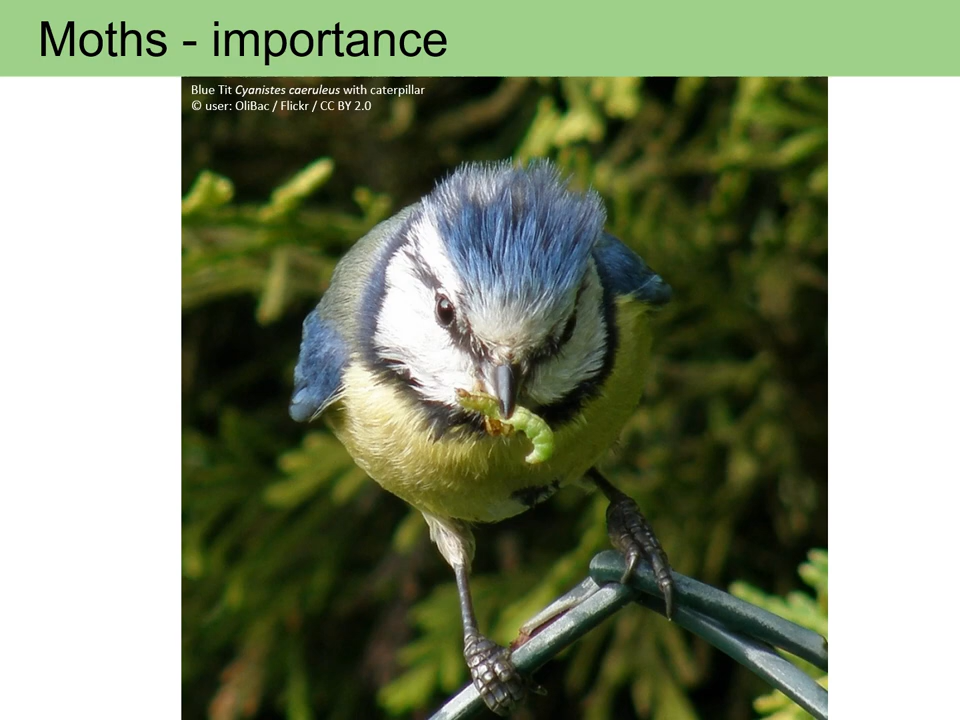 Moths - importance
Blue Tit Cyanistes caeruleus with caterpillar
© user: OliBac / Flickr / CC BY 2.0